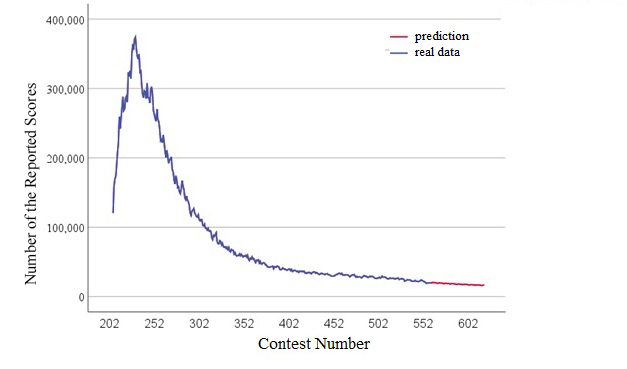 400,000
300,000
200,000
100,000
0
Number of the Reported Scores
prediction
real data
202 252 302 352 402 452 502 552 602
Contest Number